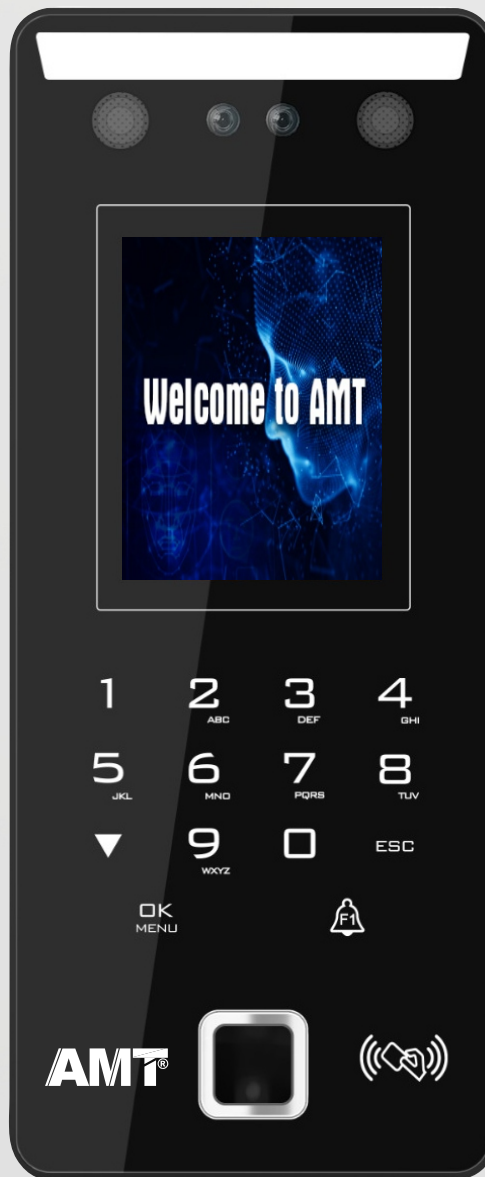 Welcome to AMT
1 2 ABC 3 DEF 4 GHI
5 JKL 6 MNO 7 PQRS 8 TUV
9 WXYZ 0 ESC
OK
MENU
F1
AMT®